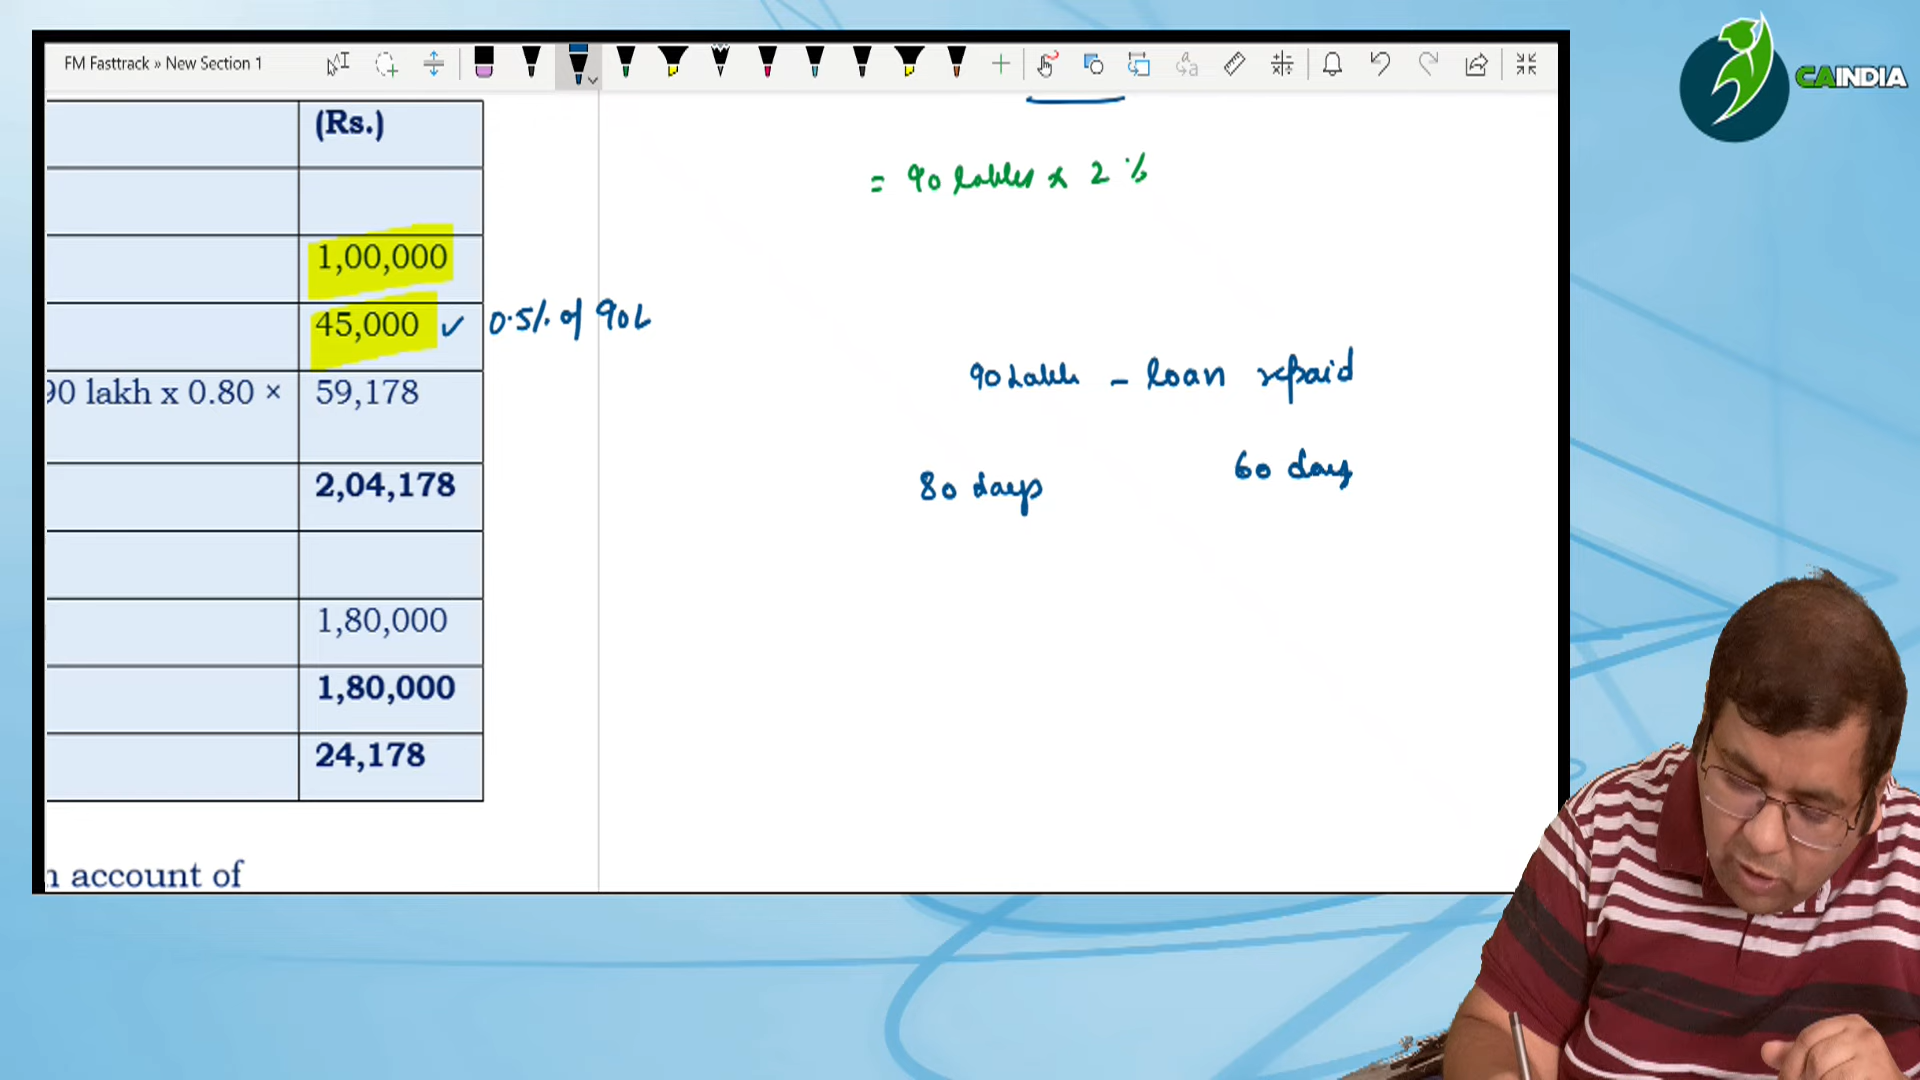 FM Fasttrack » New Section 1
CAINDIA
(Rs.)
= 90 lakhs x 2 %
1,00,000
45,000 ✓ 0.5% of 90L
90 lakh x 0.80 × 59,178
90 Lakh - loan repaid
2,04,178
80 days 60 days
1,80,000
1,80,000
24,178
account of